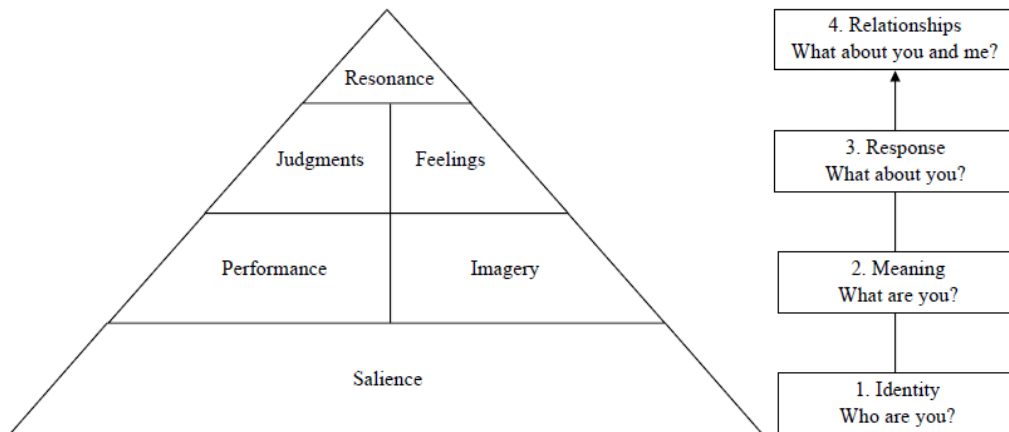 Resonance
Judgments
Feelings
Performance
Imagery
Salience
4. Relationships
What about you and me?
3. Response
What about you?
2. Meaning
What are you?
1. Identity
Who are you?